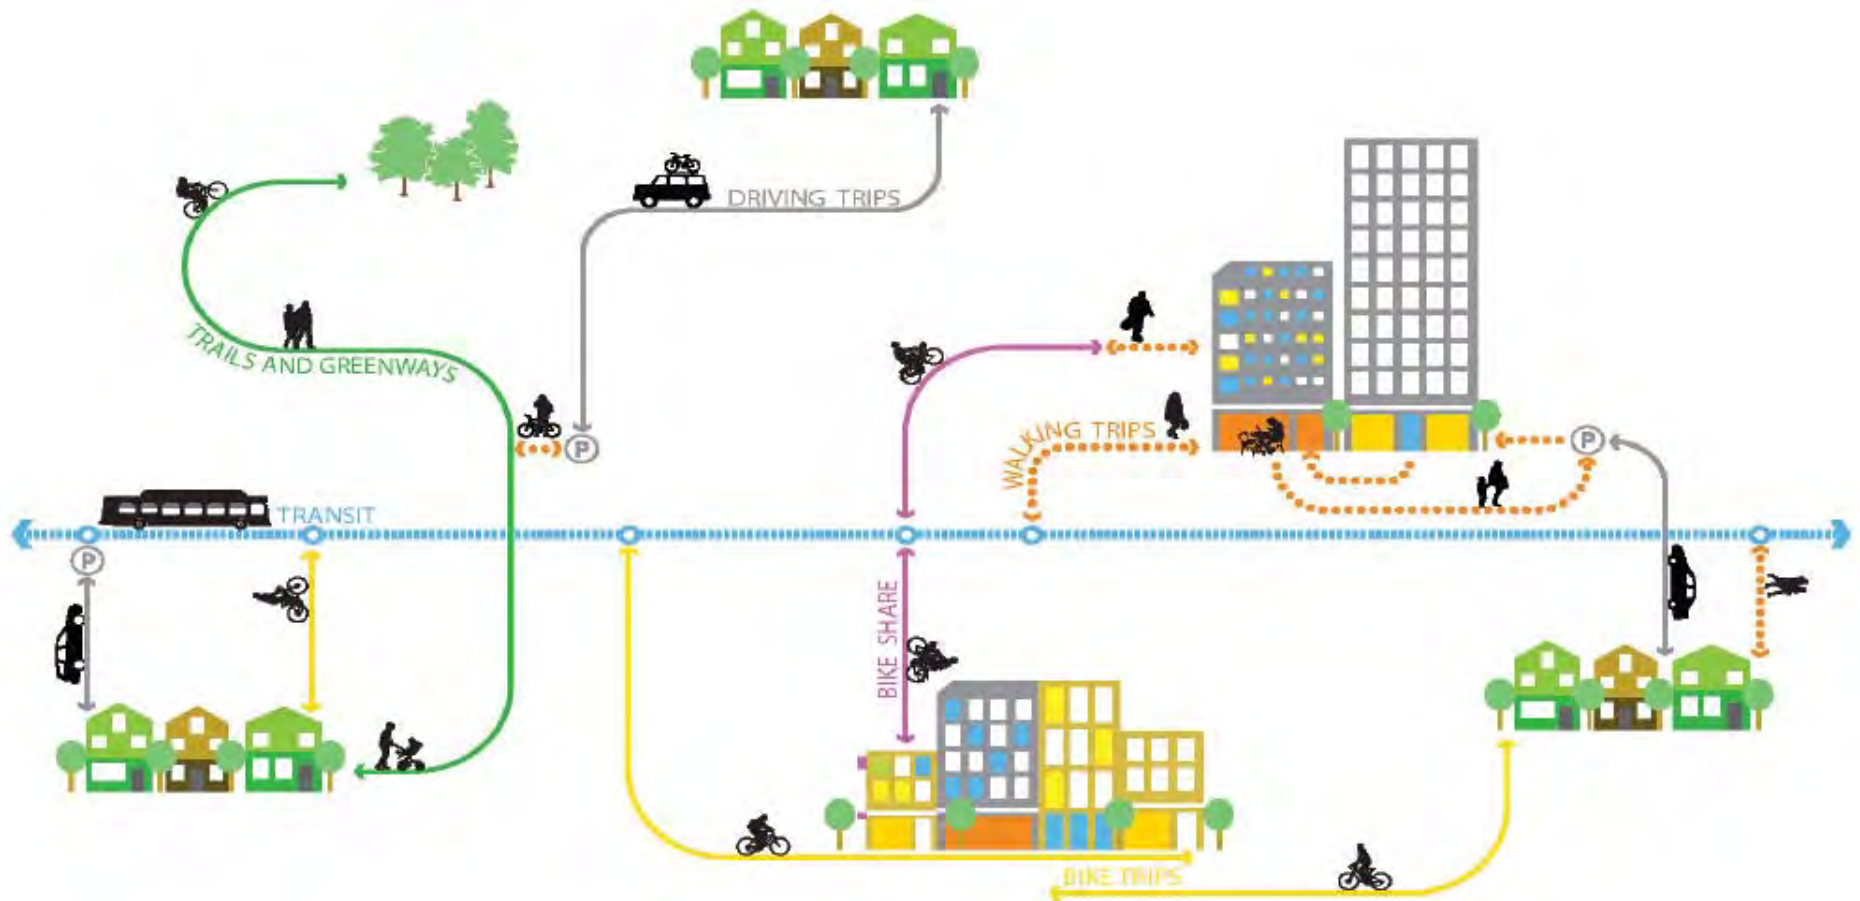 DRIVING TRIPS
TRAILS AND GREENWAYS
P
WALKING TRIPS
P
TRANSIT
P
BIKE SHARE
BIKE TRIPS